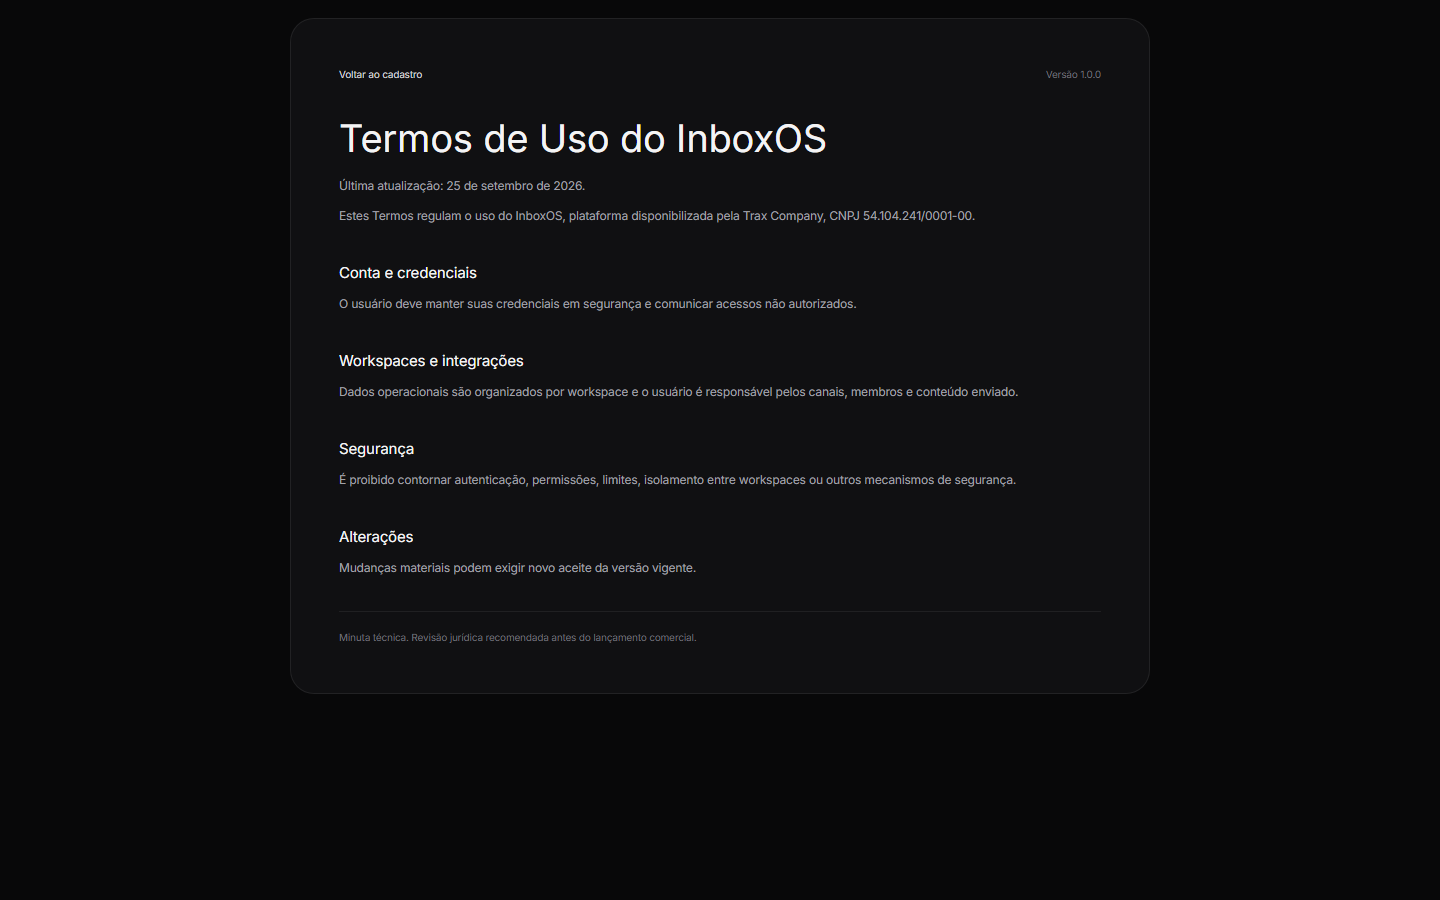 Voltar ao cadastro
Versão 1.0.0
Termos de Uso do InboxOS
Última atualização: 25 de setembro de 2026.
Estes Termos regulam o uso do InboxOS, plataforma disponibilizada pela Trax Company, CNPJ 54.104.241/0001-00.
Conta e credenciais
O usuário deve manter suas credenciais em segurança e comunicar acessos não autorizados.
Workspaces e integrações
Dados operacionais são organizados por workspace e o usuário é responsável pelos canais, membros e conteúdo enviado.
Segurança
É proibido contornar autenticação, permissões, limites, isolamento entre workspaces ou outros mecanismos de segurança.
Alterações
Mudanças materiais podem exigir novo aceite da versão vigente.
Minuta técnica. Revisão jurídica recomendada antes do lançamento comercial.